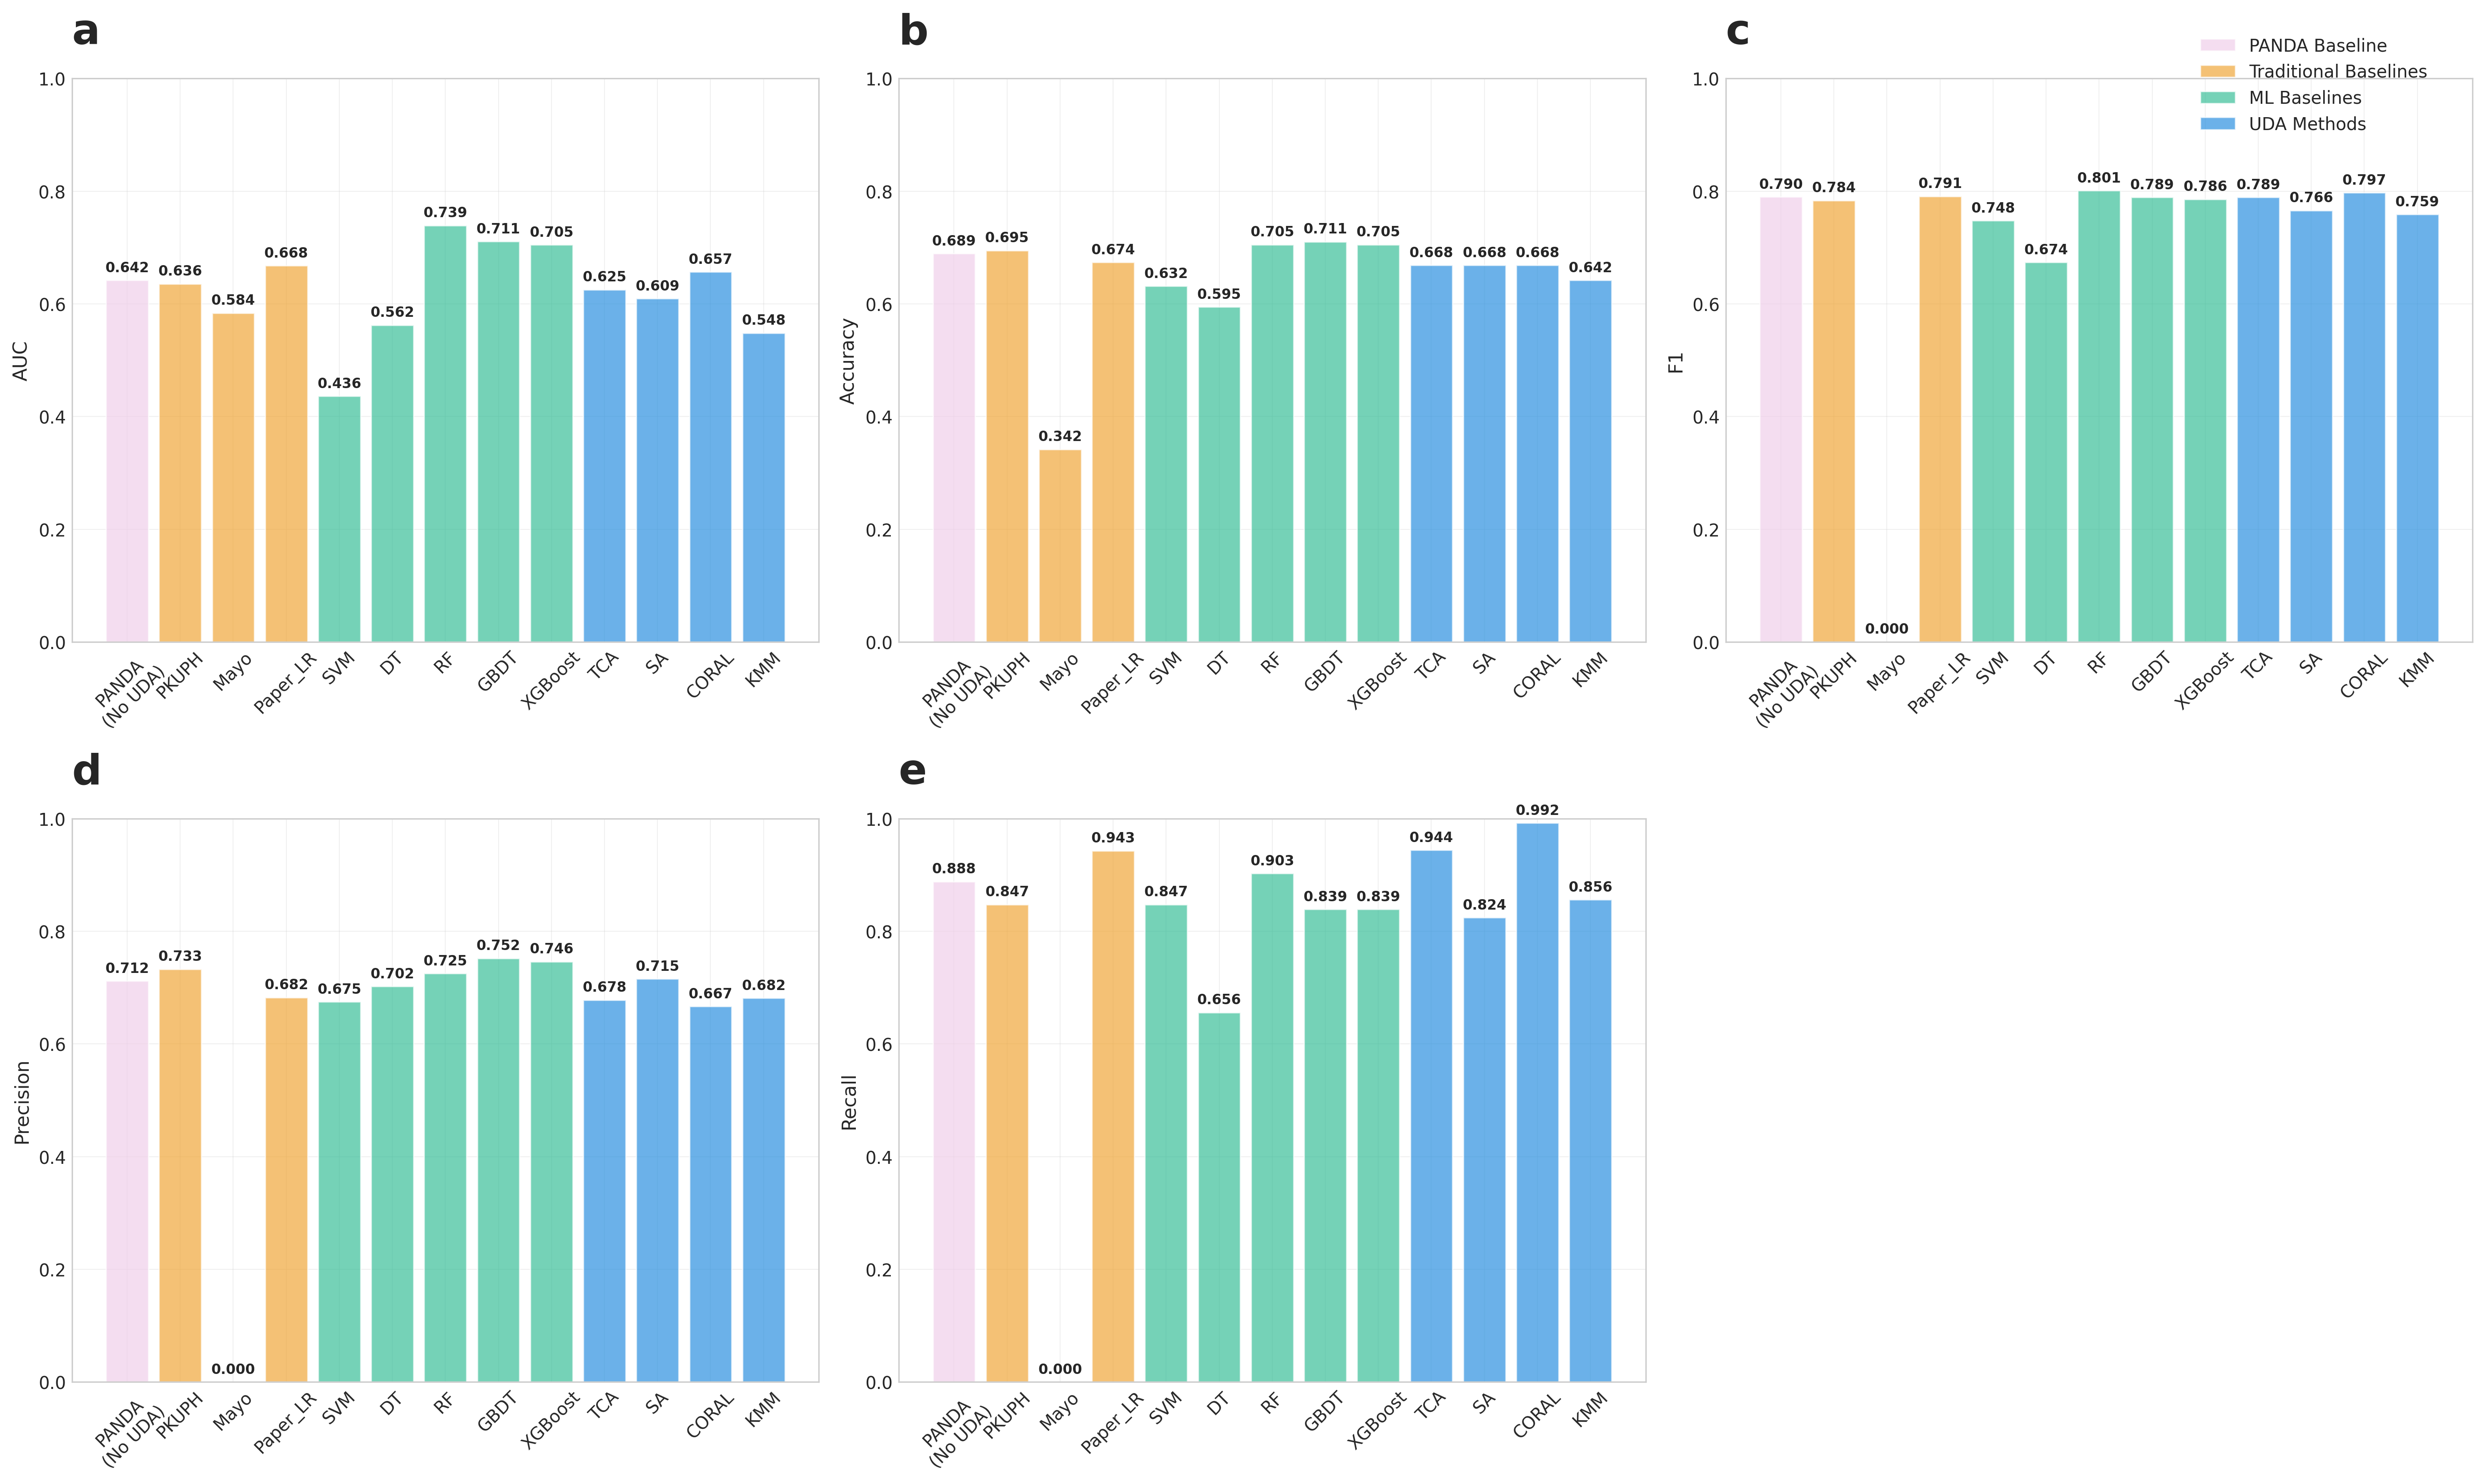 a
1.0
0.8
0.6
0.4
0.2
0.0
AUC
0.642
0.636
0.584
0.668
0.436
0.562
0.739
0.711
0.705
0.625
0.609
0.657
0.548
PANDA
(No UDA)
PKUPH
Mayo
Paper_LR
SVM
DT
RF
GBDT
XGBoost
TCA
SA
CORAL
KMM
b
1.0
0.8
0.6
0.4
0.2
0.0
Accuracy
0.689
0.695
0.342
0.674
0.632
0.595
0.705
0.711
0.705
0.668
0.668
0.668
0.642
PANDA
(No UDA)
PKUPH
Mayo
Paper_LR
SVM
DT
RF
GBDT
XGBoost
TCA
SA
CORAL
KMM
c
PANDA Baseline
Traditional Baselines
ML Baselines
UDA Methods
1.0
0.8
0.6
0.4
0.2
0.0
F1
0.790
0.784
0.000
0.791
0.748
0.674
0.801
0.789
0.786
0.789
0.766
0.797
0.759
PANDA
(No UDA)
PKUPH
Mayo
Paper_LR
SVM
DT
RF
GBDT
XGBoost
TCA
SA
CORAL
KMM
d
1.0
0.8
0.6
0.4
0.2
0.0
Precision
0.712
0.733
0.000
0.682
0.675
0.702
0.725
0.752
0.746
0.678
0.715
0.667
0.682
PANDA
(No UDA)
PKUPH
Mayo
Paper_LR
SVM
DT
RF
GBDT
XGBoost
TCA
SA
CORAL
KMM
e
1.0
0.8
0.6
0.4
0.2
0.0
Recall
0.888
0.847
0.000
0.943
0.847
0.656
0.903
0.839
0.839
0.944
0.824
0.992
0.856
PANDA
(No UDA)
PKUPH
Mayo
Paper_LR
SVM
DT
RF
GBDT
XGBoost
TCA
SA
CORAL
KMM